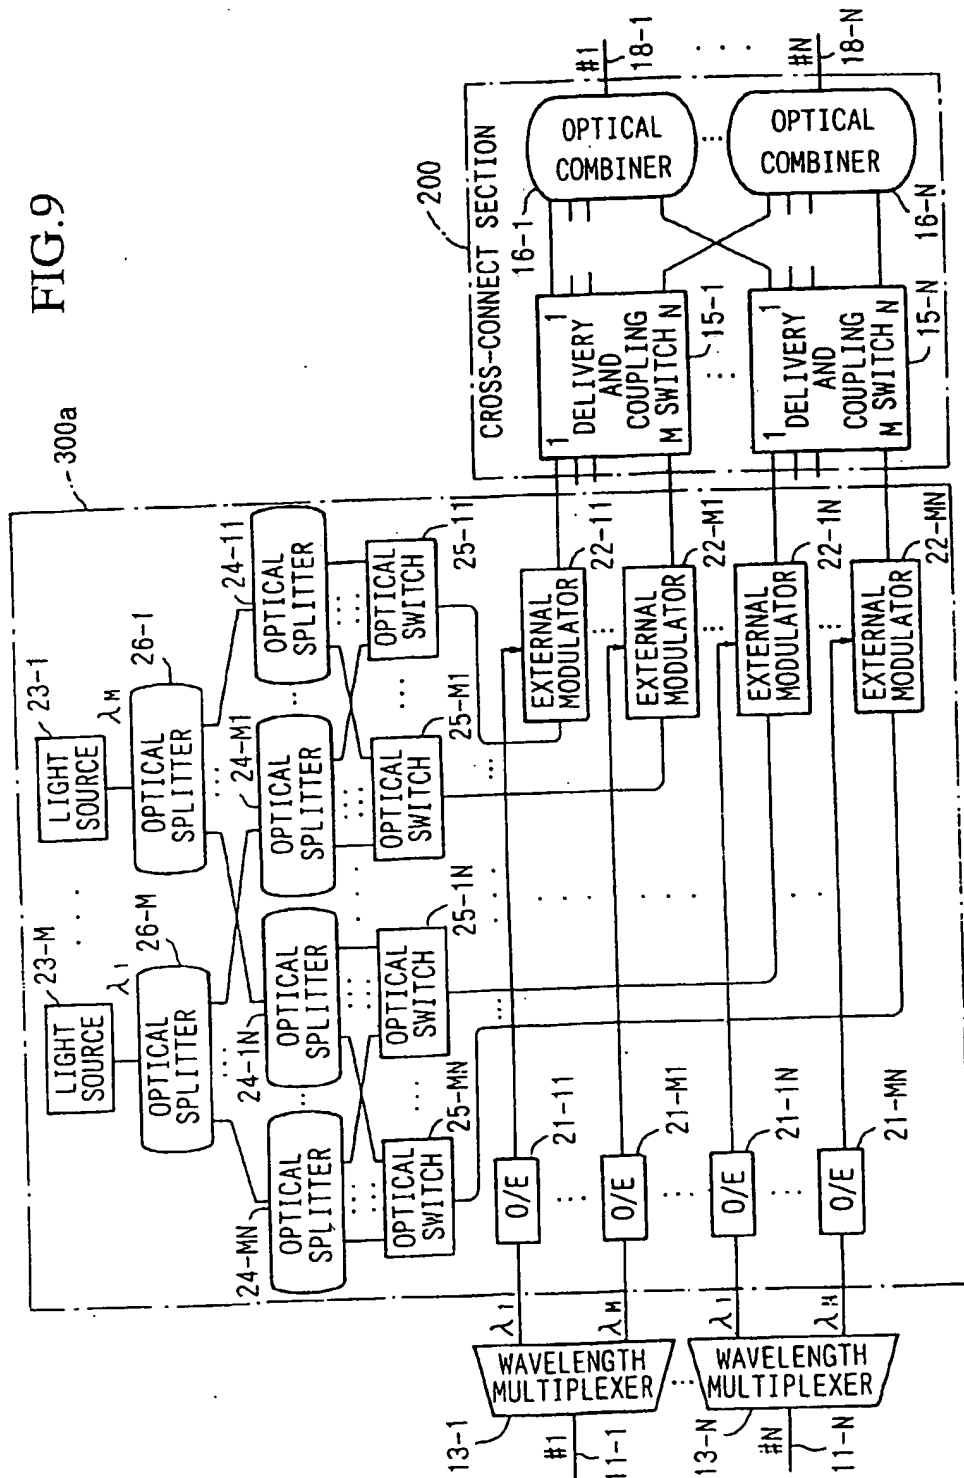 FIG.9
300a
23-M
LIGHT
SOURCE
23-1
LIGHT
SOURCE
λ1
26-M
λM
26-1
OPTICAL
SPLITTER
OPTICAL
SPLITTER
24-MN
24-1N
24-M1
24-11
OPTICAL
SPLITTER
OPTICAL
SPLITTER
OPTICAL
SPLITTER
OPTICAL
SPLITTER
25-MN
25-1N
25-M1
25-11
OPTICAL
SWITCH
OPTICAL
SWITCH
OPTICAL
SWITCH
OPTICAL
SWITCH
200
CROSS-CONNECT SECTION
13-1
WAVELENGTH
MULTIPLEXER
#1
11-1
λ1
λM
O/E
21-11
O/E
21-M1
EXTERNAL
MODULATOR
22-11
EXTERNAL
MODULATOR
22-M1
1 1
DELIVERY
AND
COUPLING
M SWITCH N
15-1
16-1
OPTICAL
COMBINER
#1
18-1
13-N
WAVELENGTH
MULTIPLEXER
#N
11-N
λ1
λM
O/E
21-1N
O/E
21-MN
EXTERNAL
MODULATOR
22-1N
EXTERNAL
MODULATOR
22-MN
1 1
DELIVERY
AND
COUPLING
M SWITCH N
15-N
OPTICAL
COMBINER
16-N
#N
18-N